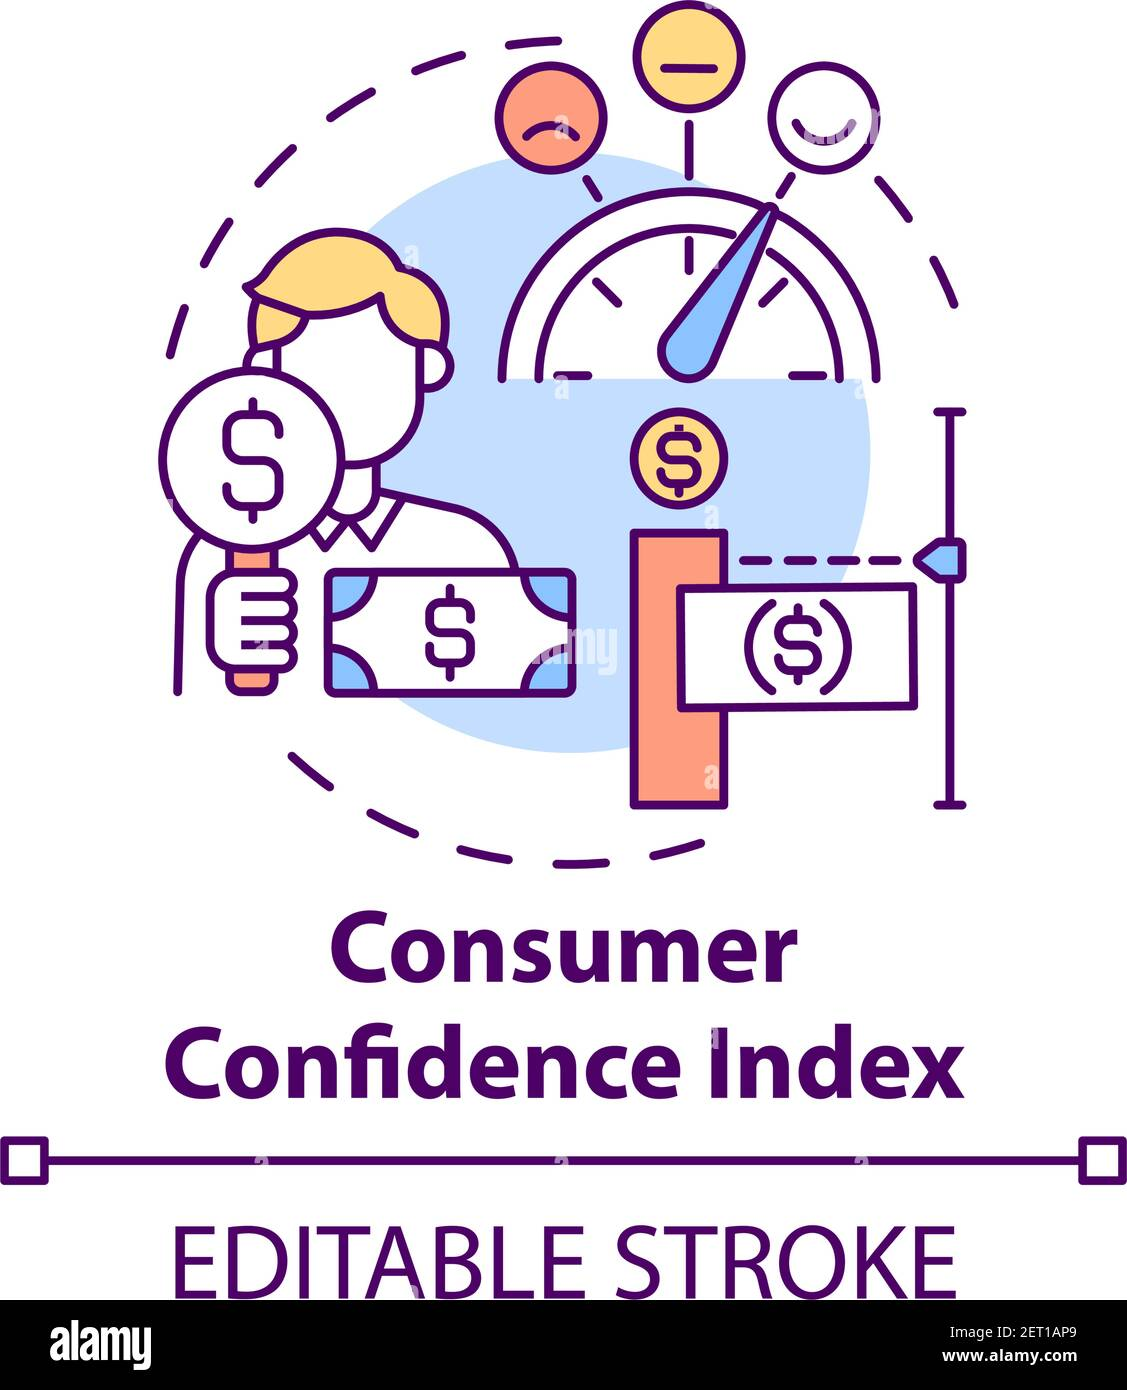 $
$
$
($)
Consumer
Confidence Index
EDITABLE STROKE
alamy
Image ID: 2ET1AP9
www.alamy.com